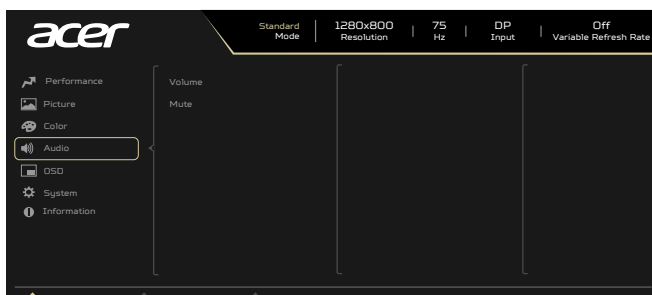 acer
Standard
Mode
1280x800
Resolution
75
Hz
DP
Input
Off
Variable Refresh Rate
Performance
Picture
Color
Audio
OSD
System
Information
Volume
Mute